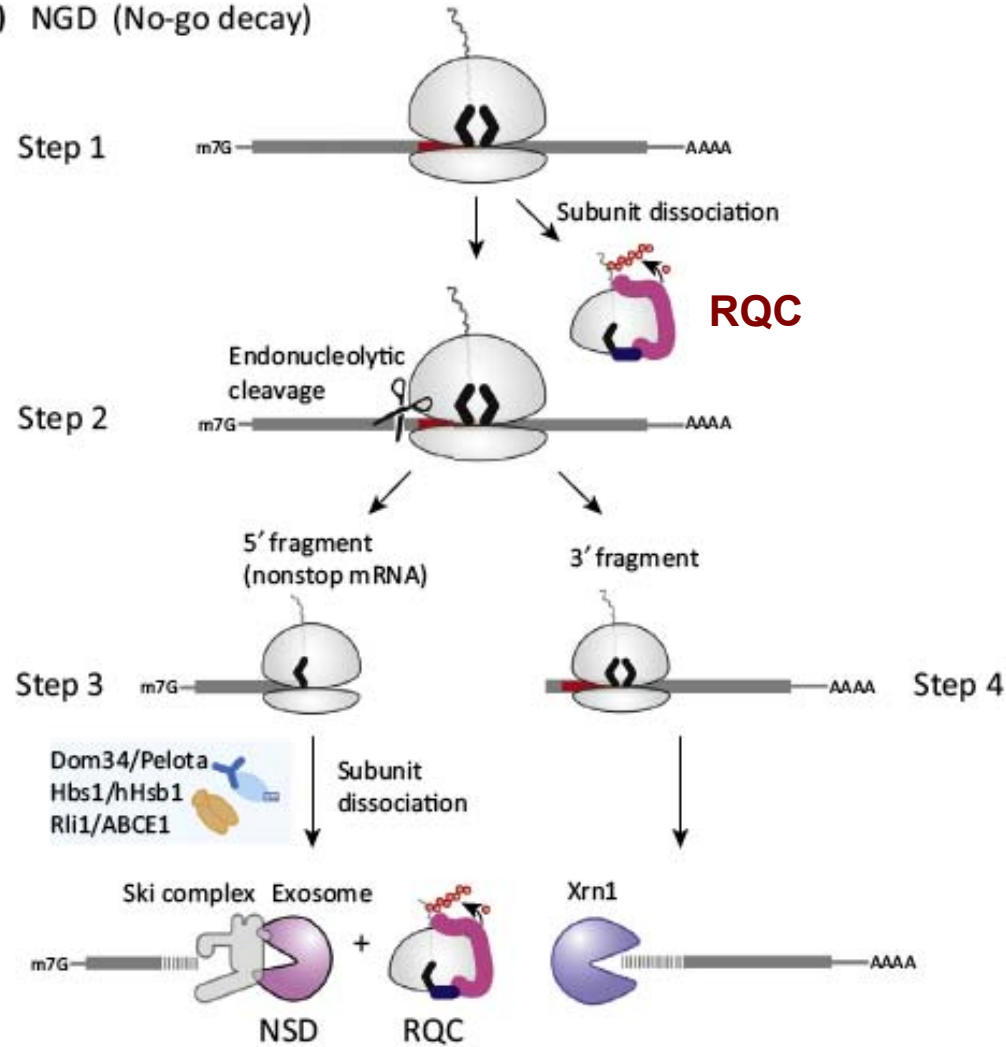 ) NGD (No-go decay)
Step 1
m7G
AAAA
Subunit dissociation
RQC
Endonucleolytic
cleavage
Step 2
m7G
AAAA
5′ fragment
(nonstop mRNA)
3′ fragment
Step 3
m7G
AAAA
Step 4
Dom34/Pelota
Hbs1/hHsb1
Rli1/ABCE1
Subunit
dissociation
Ski complex Exosome
Xrn1
m7G
+
AAAA
NSD
RQC